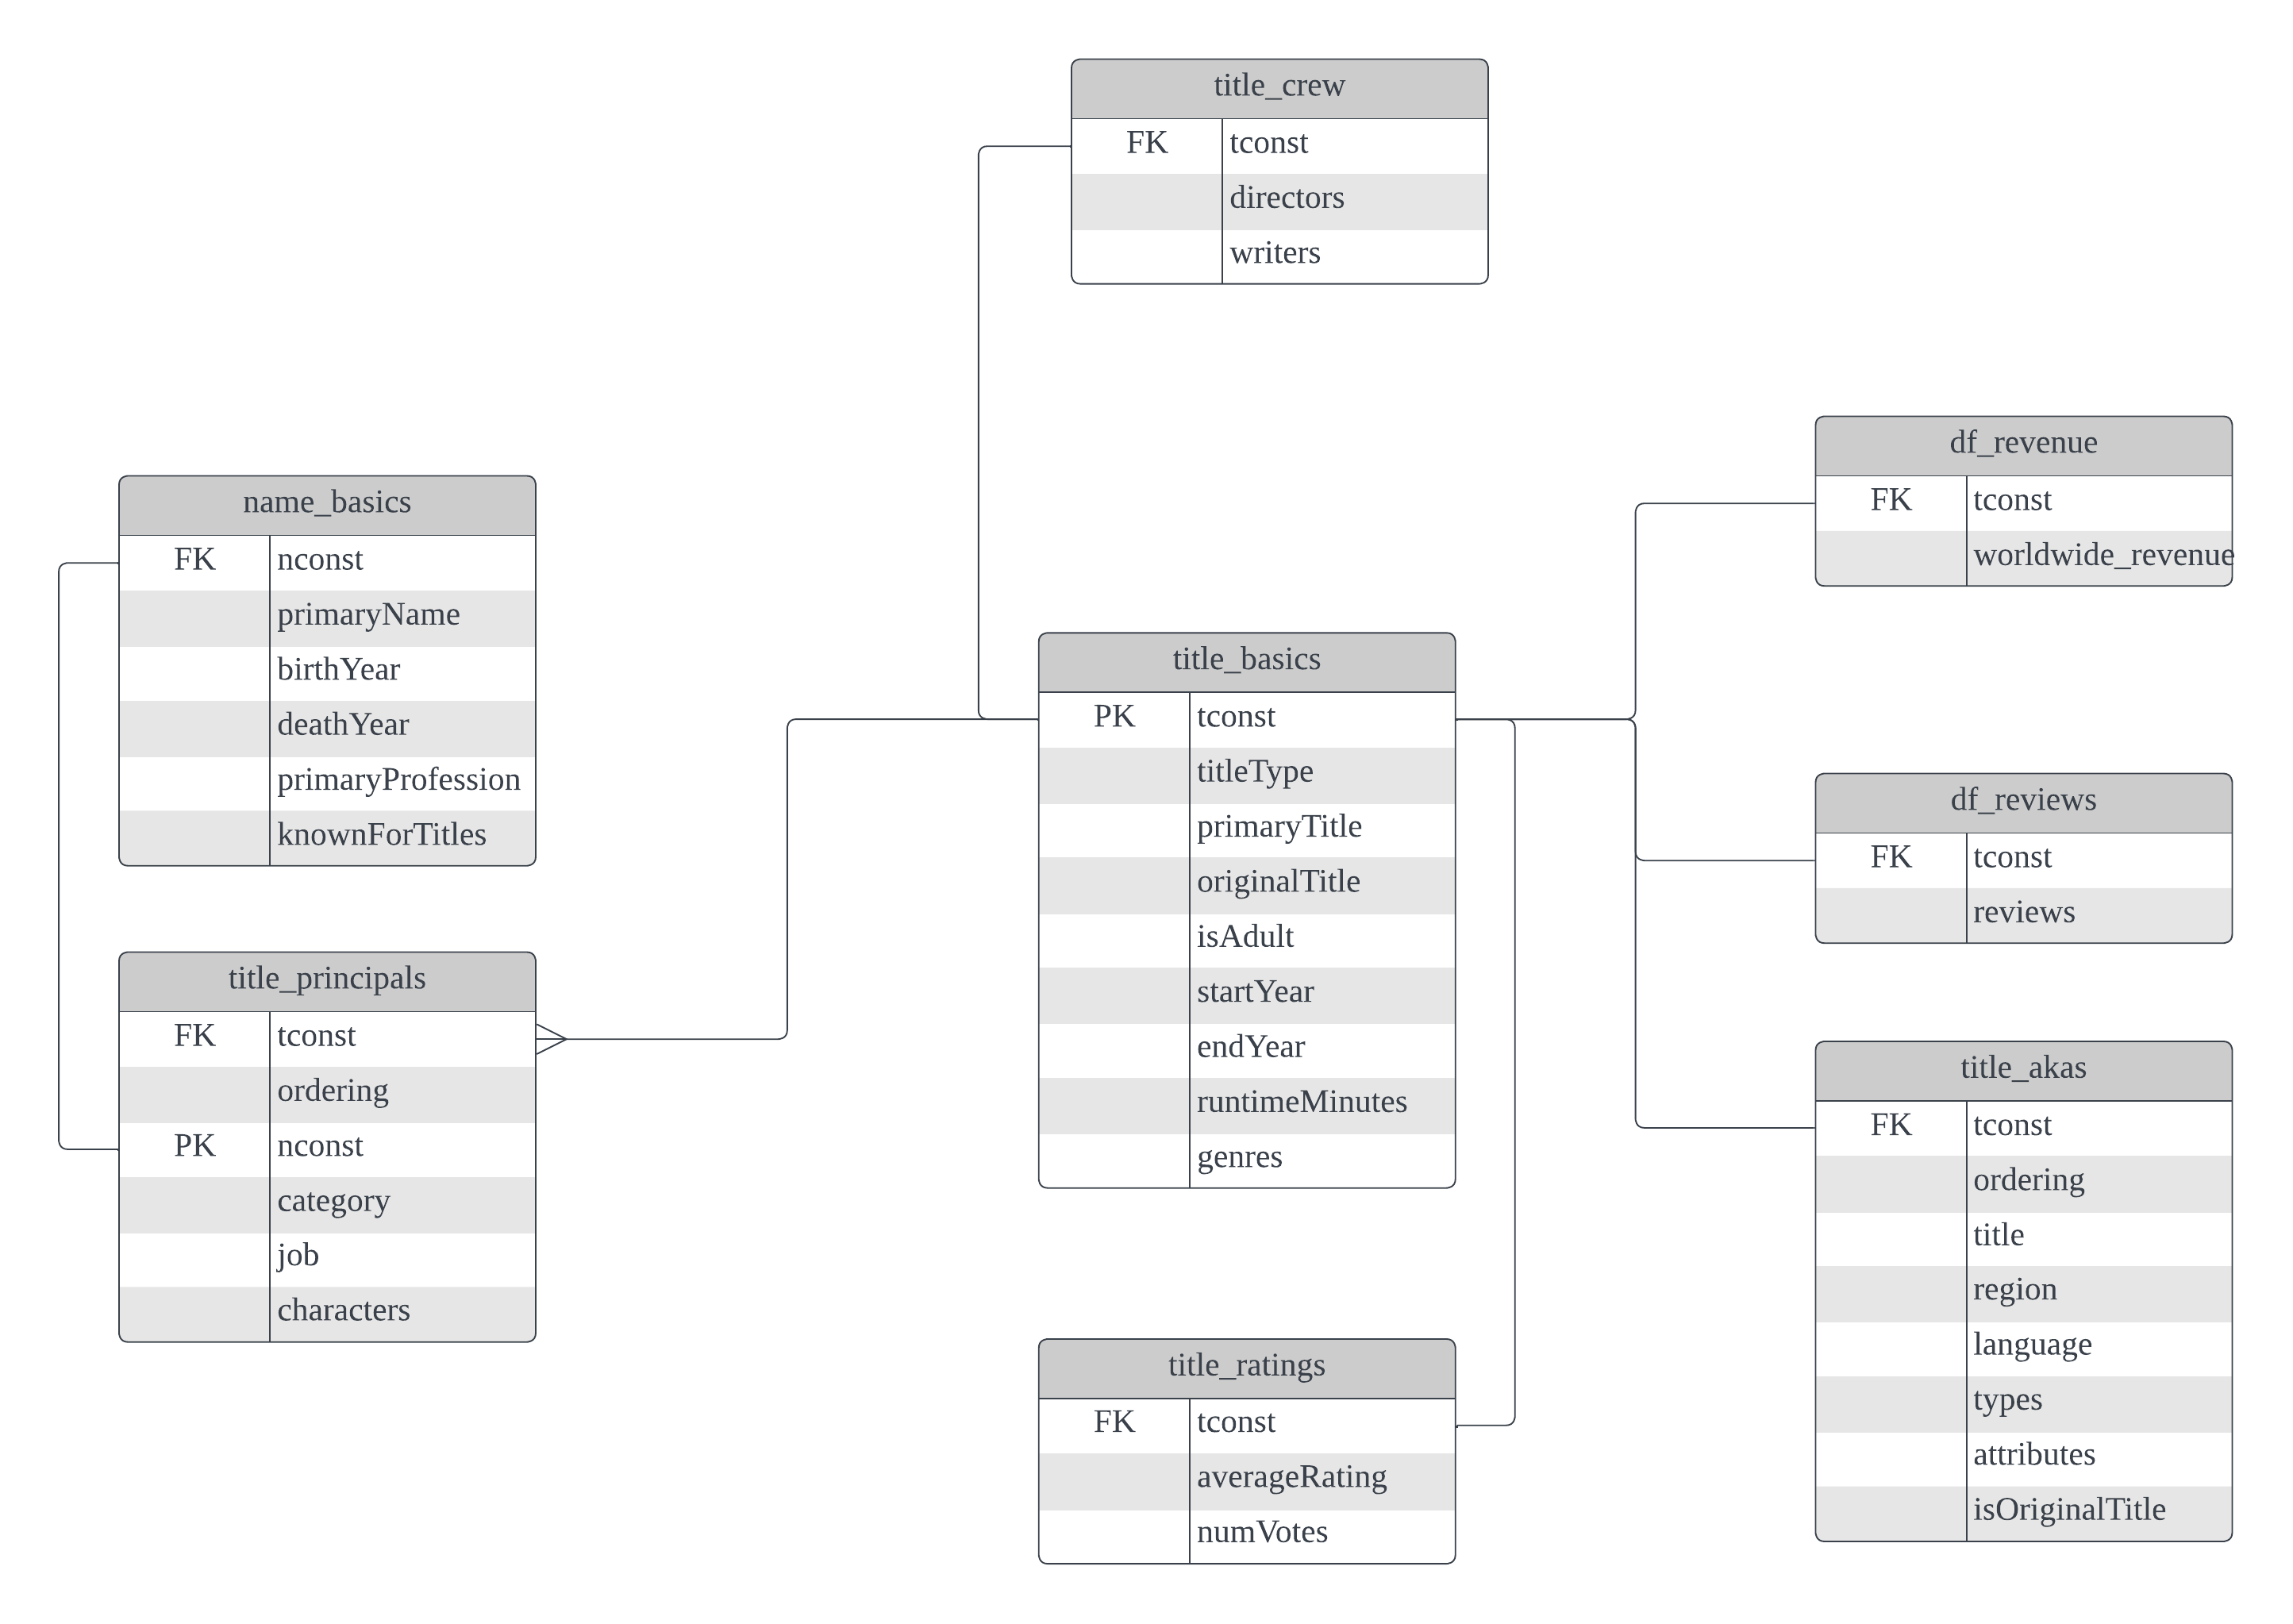 title_crew
FK tconst
directors
writers
df_revenue
FK tconst
worldwide_revenue
name_basics
FK nconst
primaryName
birthYear
deathYear
primaryProfession
knownForTitles
title_basics
PK tconst
titleType
primaryTitle
originalTitle
isAdult
startYear
endYear
runtimeMinutes
genres
df_reviews
FK tconst
reviews
title_principals
FK tconst
ordering
PK nconst
category
job
characters
title_akas
FK tconst
ordering
title
region
language
types
attributes
isOriginalTitle
title_ratings
FK tconst
averageRating
numVotes